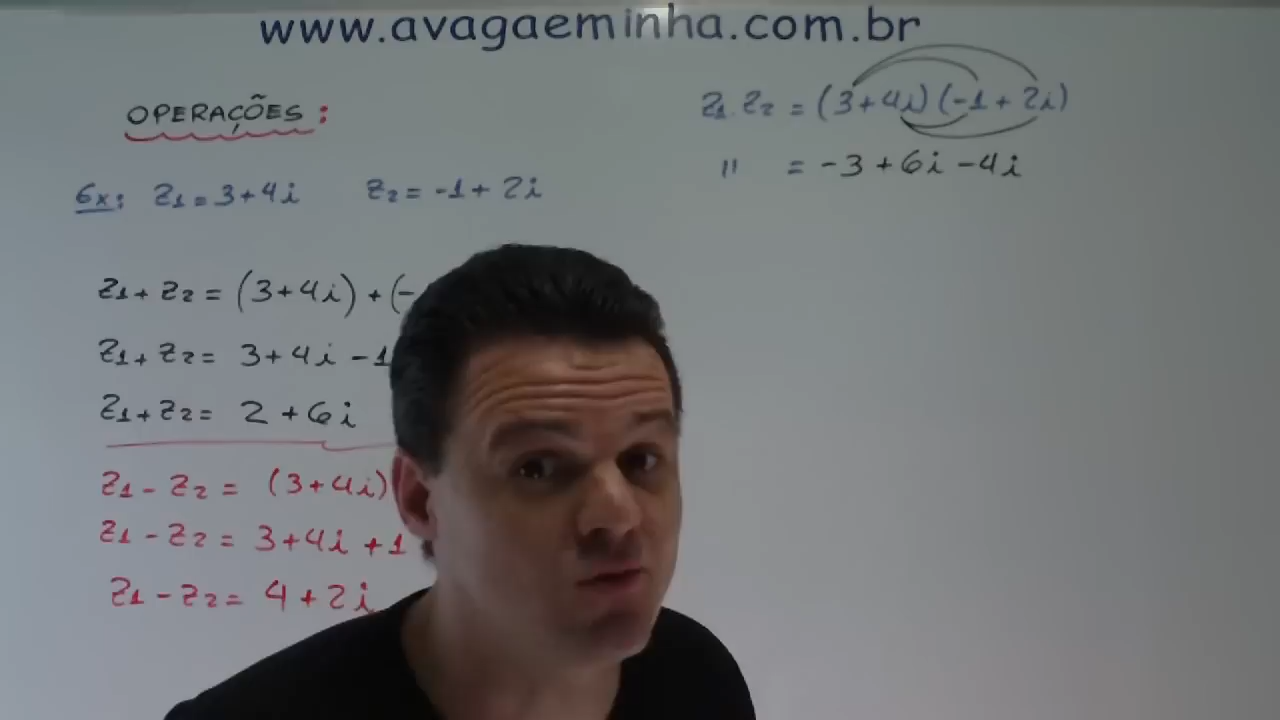 www.avagaeminha.com.br
OPERAÇÕES:
Ex: Z1 = 3+4i Z2 = -1+ 2i
Z1+ Z2 = (3+4i) + (-
Z1+ Z2 = 3+4i -1
Z1+ Z2 = 2 +6i
Z1 - Z2 = (3+4i)
Z1 - Z2 = 3+4i +1
Z1 - Z2 = 4+2i
Z1. Z2 = (3+4i) (-1+ 2i)
" = -3 +6i -4i